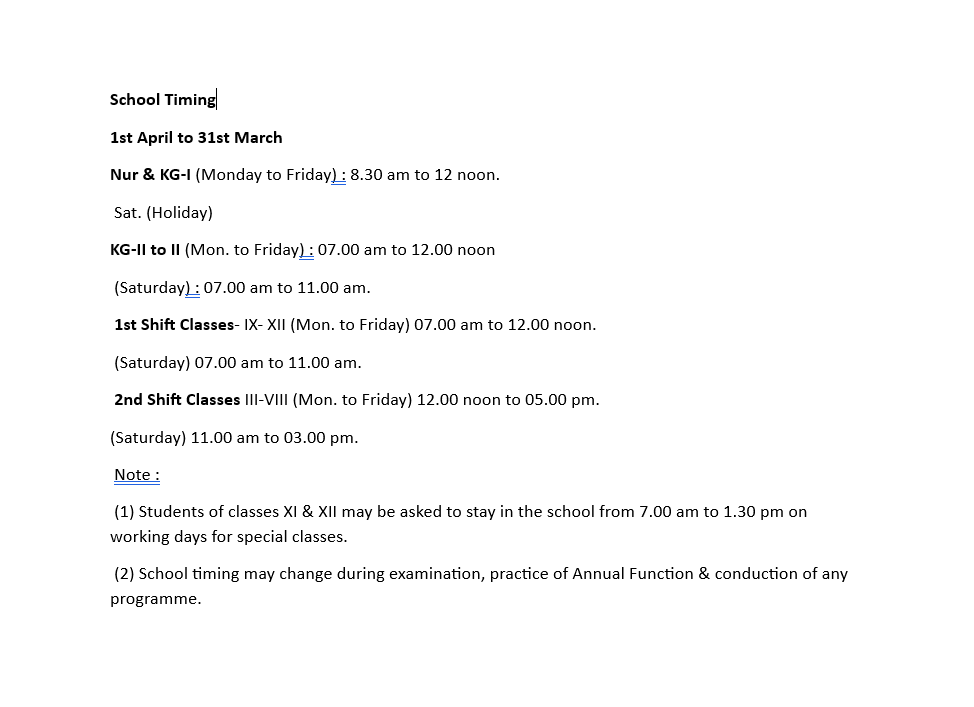 School Timing
1st April to 31st March
Nur & KG-I (Monday to Friday) : 8.30 am to 12 noon.
Sat. (Holiday)
KG-II to II (Mon. to Friday) : 07.00 am to 12.00 noon
(Saturday) : 07.00 am to 11.00 am.
1st Shift Classes- IX- XII (Mon. to Friday) 07.00 am to 12.00 noon.
(Saturday) 07.00 am to 11.00 am.
2nd Shift Classes III-VIII (Mon. to Friday) 12.00 noon to 05.00 pm.
(Saturday) 11.00 am to 03.00 pm.
Note :
(1) Students of classes XI & XII may be asked to stay in the school from 7.00 am to 1.30 pm on
working days for special classes.
(2) School timing may change during examination, practice of Annual Function & conduction of any
programme.